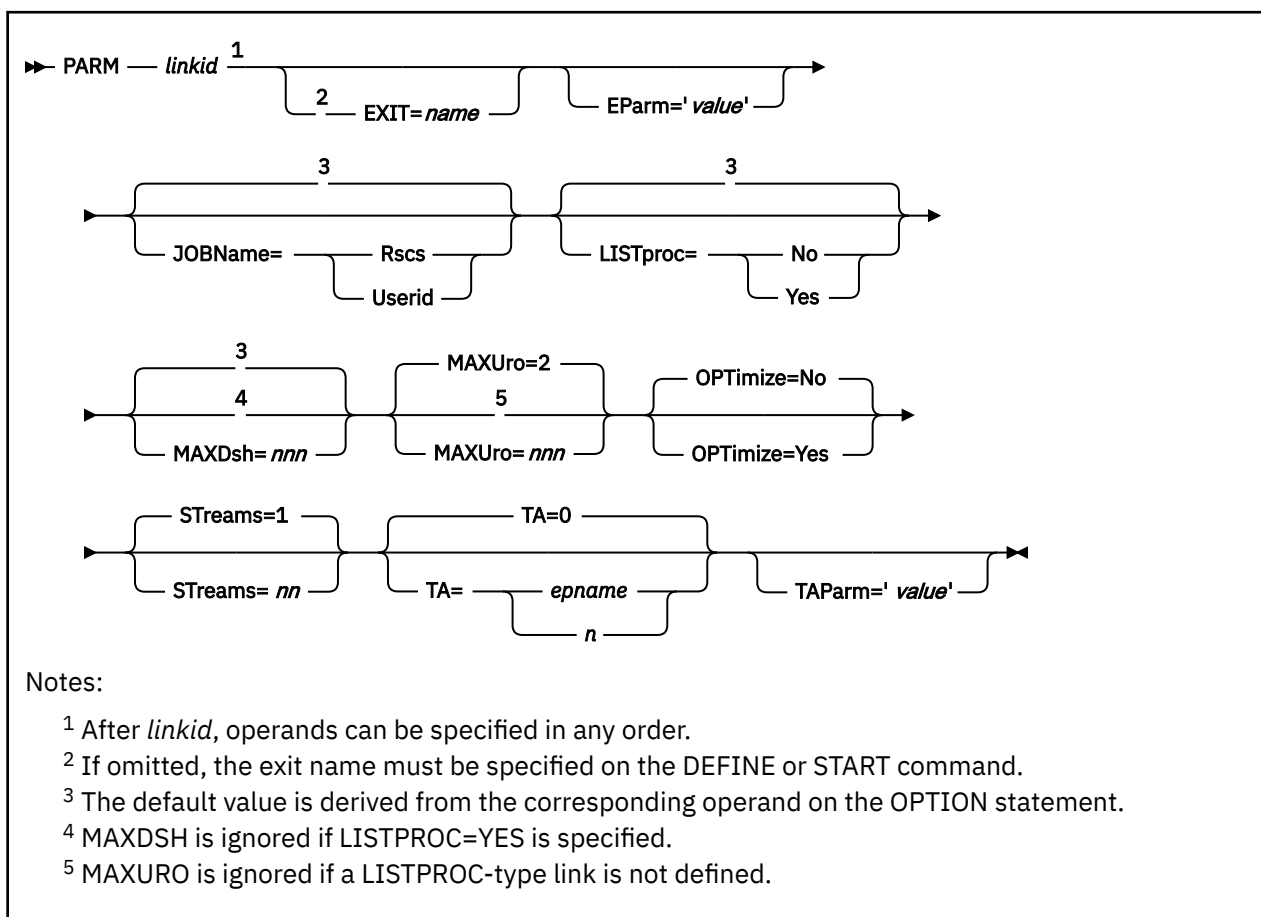 PARM linkid 1
2 EXIT=name EParm='value'
3 3
JOBName= Rscs LISTproc= No
Userid Yes
3 MAXUro=2 OPTimize=No
4 5
MAXDsh=nnn MAXUro=nnn OPTimize=Yes
STreams=1 TA=0
STreams=nn TA= epname TAParm='value'
n
Notes:
1 After linkid, operands can be specified in any order.
2 If omitted, the exit name must be specified on the DEFINE or START command.
3 The default value is derived from the corresponding operand on the OPTION statement.
4 MAXDSH is ignored if LISTPROC=YES is specified.
5 MAXURO is ignored if a LISTPROC-type link is not defined.